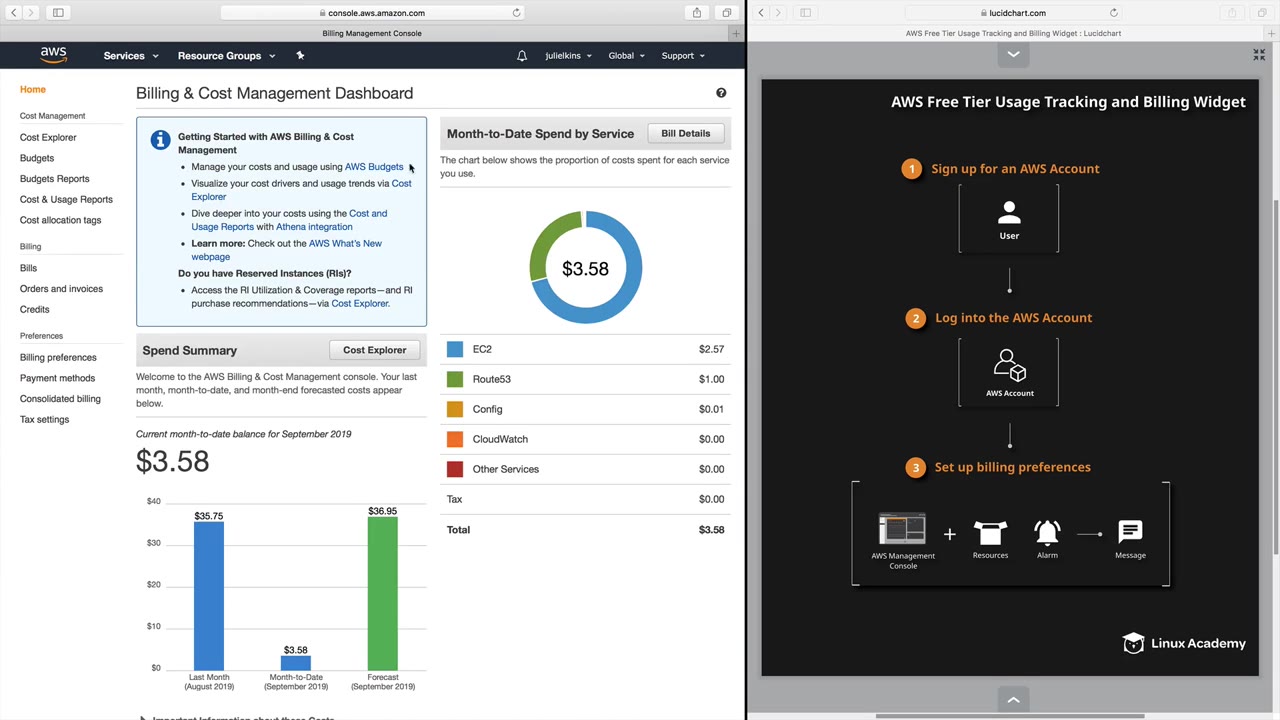 console.aws.amazon.com
Billing Management Console
aws
Services
Resource Groups
julielkins
Global
Support
Home
Cost Management
Cost Explorer
Budgets
Budgets Reports
Cost & Usage Reports
Cost allocation tags
Billing
Bills
Orders and invoices
Credits
Preferences
Billing preferences
Payment methods
Consolidated billing
Tax settings
Billing & Cost Management Dashboard
?
Getting Started with AWS Billing & Cost
Management
• Manage your costs and usage using AWS Budgets
• Visualize your cost drivers and usage trends via Cost
Explorer
• Dive deeper into your costs using the Cost and
Usage Reports with Athena integration
• Learn more: Check out the AWS What's New
webpage
Do you have Reserved Instances (RIs)?
• Access the RI Utilization & Coverage reports—and RI
purchase recommendations—via Cost Explorer.
Spend Summary
Cost Explorer
Welcome to the AWS Billing & Cost Management console. Your last
month, month-to-date, and month-end forecasted costs appear
below.
Current month-to-date balance for September 2019
$3.58
$40
$30
$20
$10
$0
$35.75
$3.58
$36.95
Last Month
(August 2019)
Month-to-Date
(September 2019)
Forecast
(September 2019)
Month-to-Date Spend by Service
Bill Details
The chart below shows the proportion of costs spent for each service
you use.
$3.58
EC2 $2.57
Route53 $1.00
Config $0.01
CloudWatch $0.00
Other Services $0.00
Tax $0.00
Total $3.58
lucidchart.com
AWS Free Tier Usage Tracking and Billing Widget : Lucidchart
AWS Free Tier Usage Tracking and Billing Widget
1 Sign up for an AWS Account
User
2 Log into the AWS Account
AWS Account
3 Set up billing preferences
AWS Management
Console
+
Resources
Alarm
Message
Linux Academy